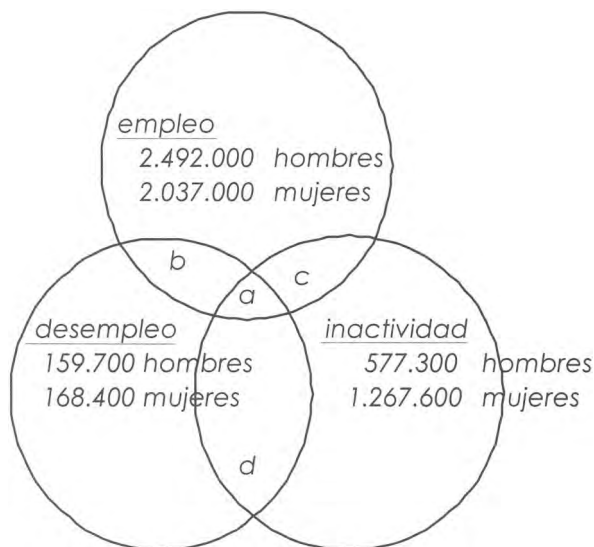 empleo
2.492.000 hombres
2.037.000 mujeres
b
c
a
desempleo
159.700 hombres
168.400 mujeres
inactividad
577.300 hombres
1.267.600 mujeres
d